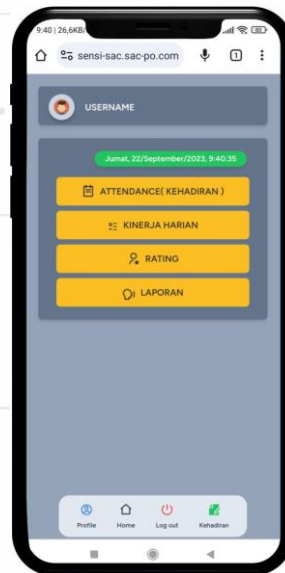 9:40 | 26,6KB/
sensi-sac.sac-po.com
1
USERNAME
Jumat, 22/September/2023, 9:40:35
ATTENDANCE( KEHADIRAN )
KINERJA HARIAN
RATING
LAPORAN
Profile Home Log out Kehadiran